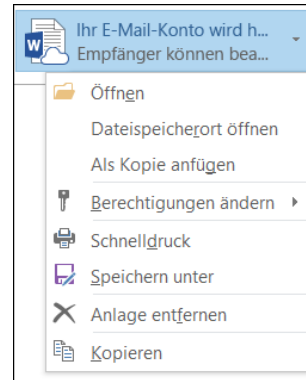 Ihr E-Mail-Konto wird h...
Empfänger können bea...
Öffnen
Dateispeicherort öffnen
Als Kopie anfügen
Berechtigungen ändern
Schnelldruck
Speichern unter
Anlage entfernen
Kopieren